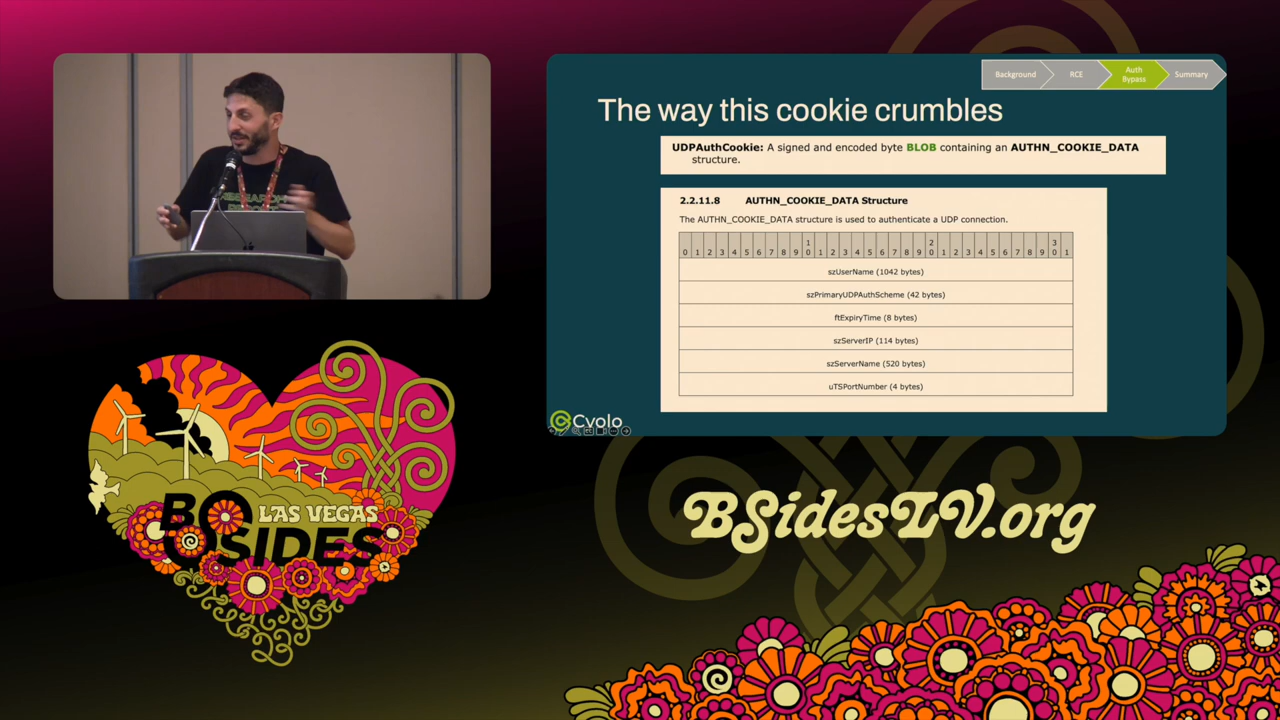 Background
RCE
Auth
Bypass
Summary
The way this cookie crumbles
UDPAuthCookie: A signed and encoded byte BLOB containing an AUTHN_COOKIE_DATA
structure.
2.2.11.8 AUTHN_COOKIE_DATA Structure
The AUTHN_COOKIE_DATA structure is used to authenticate a UDP connection.
1 2 3
0 1 2 3 4 5 6 7 8 9 0 1 2 3 4 5 6 7 8 9 0 1 2 3 4 5 6 7 8 9 0 1
szUserName (1042 bytes)
szPrimaryUDPAuthScheme (42 bytes)
ftExpiryTime (8 bytes)
szServerIP (114 bytes)
szServerName (520 bytes)
uTSPortNumber (4 bytes)
Cyolo
LAS VEGAS
BSIDES
23
BSidesLV.org